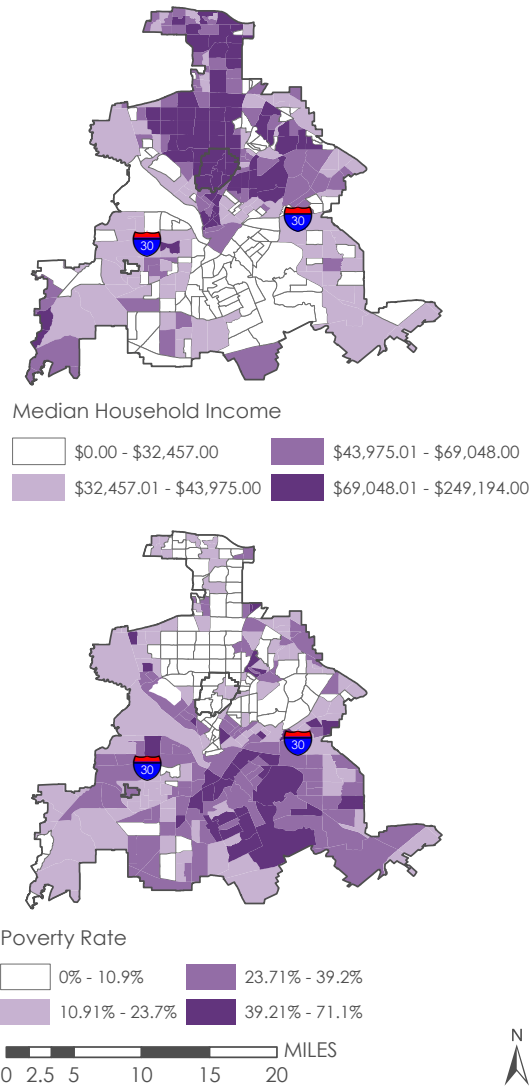 30
30
Median Household Income
$0.00 - $32,457.00
$43,975.01 - $69,048.00
$32,457.01 - $43,975.00
$69,048.01 - $249,194.00
30
30
Poverty Rate
0% - 10.9%
23.71% - 39.2%
10.91% - 23.7%
39.21% - 71.1%
MILES
0 2.5 5 10 15 20
N